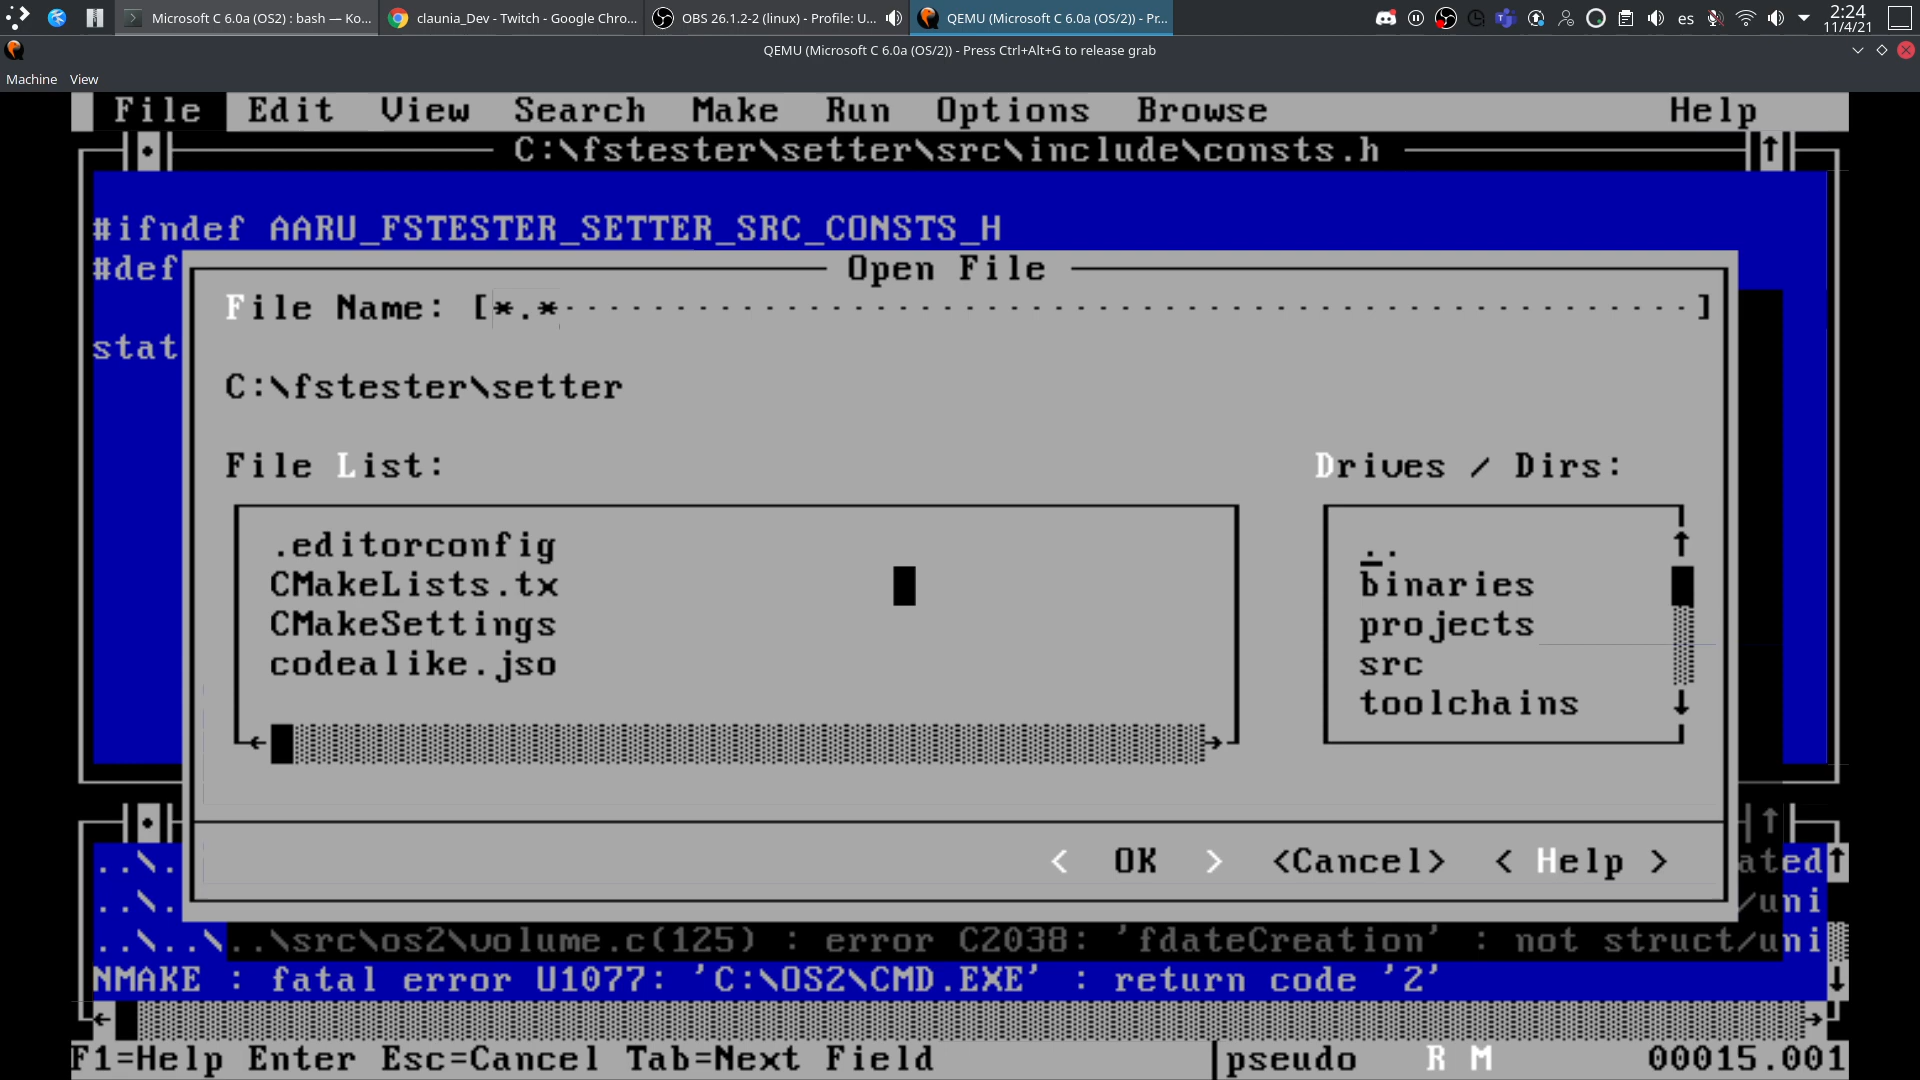 Microsoft C 6.0a (OS2) : bash — Ko...
claunia_Dev - Twitch - Google Chro...
OBS 26.1.2-2 (linux) - Profile: U...
QEMU (Microsoft C 6.0a (OS/2)) - Pr...
es
2:24
11/4/21
QEMU (Microsoft C 6.0a (OS/2)) - Press Ctrl+Alt+G to release grab
Machine View
File Edit View Search Make Run Options Browse Help
C:\fstester\setter\src\include\consts.h
#ifndef AARU_FSTESTER_SETTER_SRC_CONSTS_H
#def
Open File
File Name: [*.*]
stat
C:\fstester\setter
File List: Drives / Dirs:
.editorconfig ..
CMakeLists.tx binaries
CMakeSettings projects
codealike.jso src
toolchains
< OK > <Cancel> < Help >
..\. ated
..\. /uni
..\..\..\src\os2\volume.c(125) : error C2038: 'fdateCreation' : not struct/uni
NMAKE : fatal error U1077: 'C:\OS2\CMD.EXE' : return code '2'
F1=Help Enter Esc=Cancel Tab=Next Field pseudo R M 00015.001